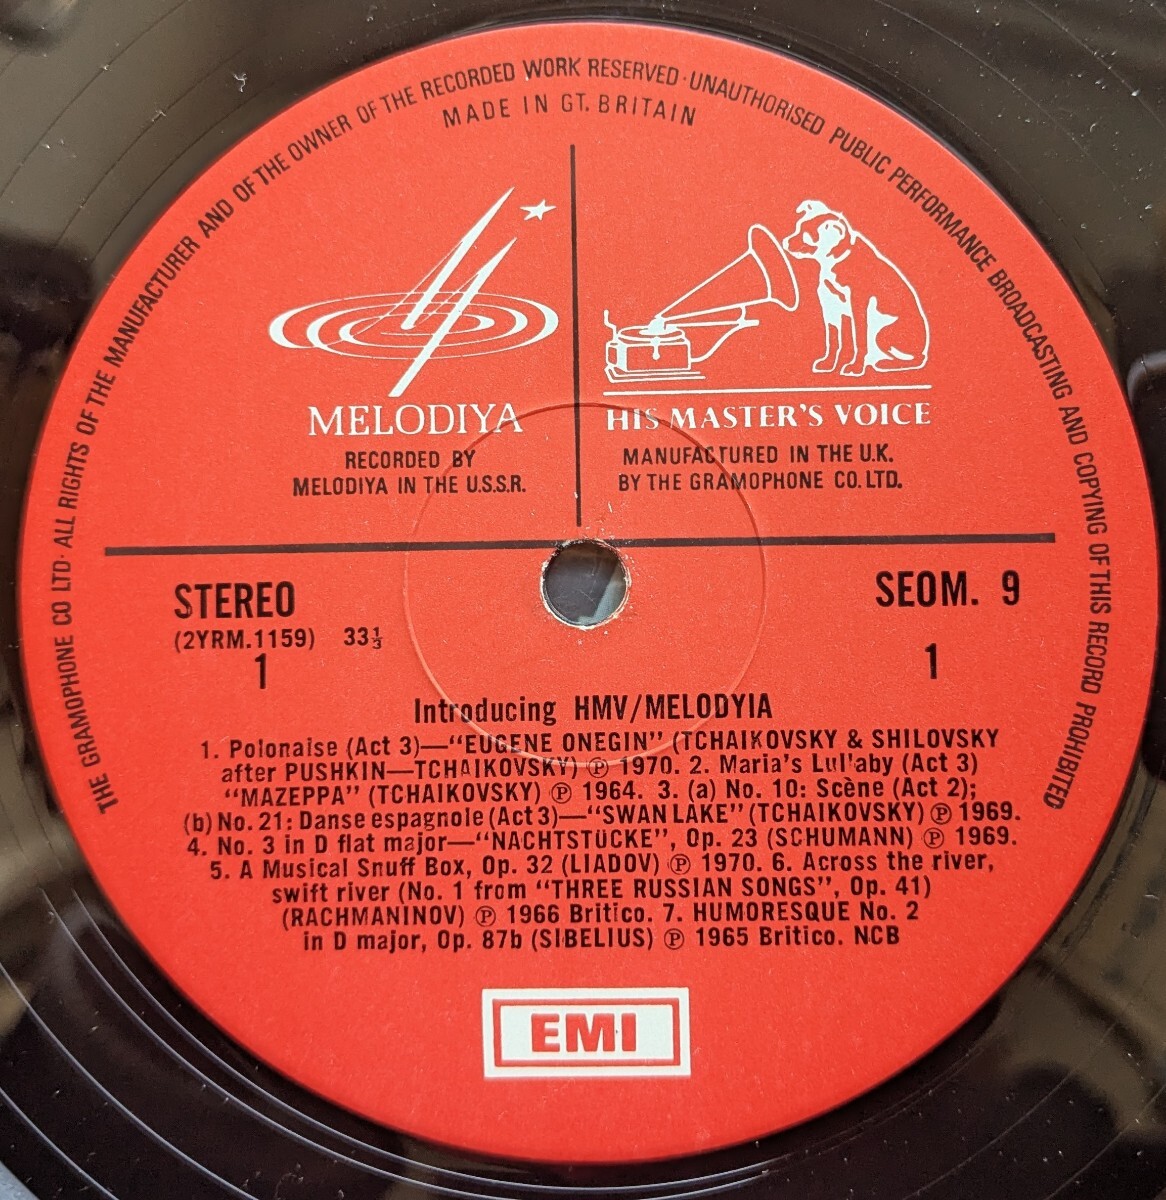 THE GRAMOPHONE CO LTD · ALL RIGHTS OF THE MANUFACTURER AND OF THE OWNER OF THE RECORDED WORK RESERVED · UNAUTHORISED PUBLIC PERFORMANCE BROADCASTING AND COPYING OF THIS RECORD PROHIBITED
MADE IN GT. BRITAIN
MELODIYA
RECORDED BY
MELODIYA IN THE U.S.S.R.
HIS MASTER'S VOICE
MANUFACTURED IN THE U.K.
BY THE GRAMOPHONE CO. LTD.
STEREO
(2YRM.1159) 33⅓
1
SEOM. 9
1
Introducing HMV/MELODYIA
1. Polonaise (Act 3)—"EUGENE ONEGIN" (TCHAIKOVSKY & SHILOVSKY
after PUSHKIN—TCHAIKOVSKY) ℗ 1970. 2. Maria's Lul'aby (Act 3)
"MAZEPPA" (TCHAIKOVSKY) ℗ 1964. 3. (a) No. 10: Scène (Act 2);
(b) No. 21: Danse espagnole (Act 3)—"SWAN LAKE" (TCHAIKOVSKY) ℗ 1969.
4. No. 3 in D flat major—"NACHTSTÜCKE", Op. 23 (SCHUMANN) ℗ 1969.
5. A Musical Snuff Box, Op. 32 (LIADOV) ℗ 1970. 6. Across the river,
swift river (No. 1 from "THREE RUSSIAN SONGS", Op. 41)
(RACHMANINOV) ℗ 1966 Britico. 7. HUMORESQUE No. 2
in D major, Op. 87b (SIBELIUS) ℗ 1965 Britico. NCB
EMI